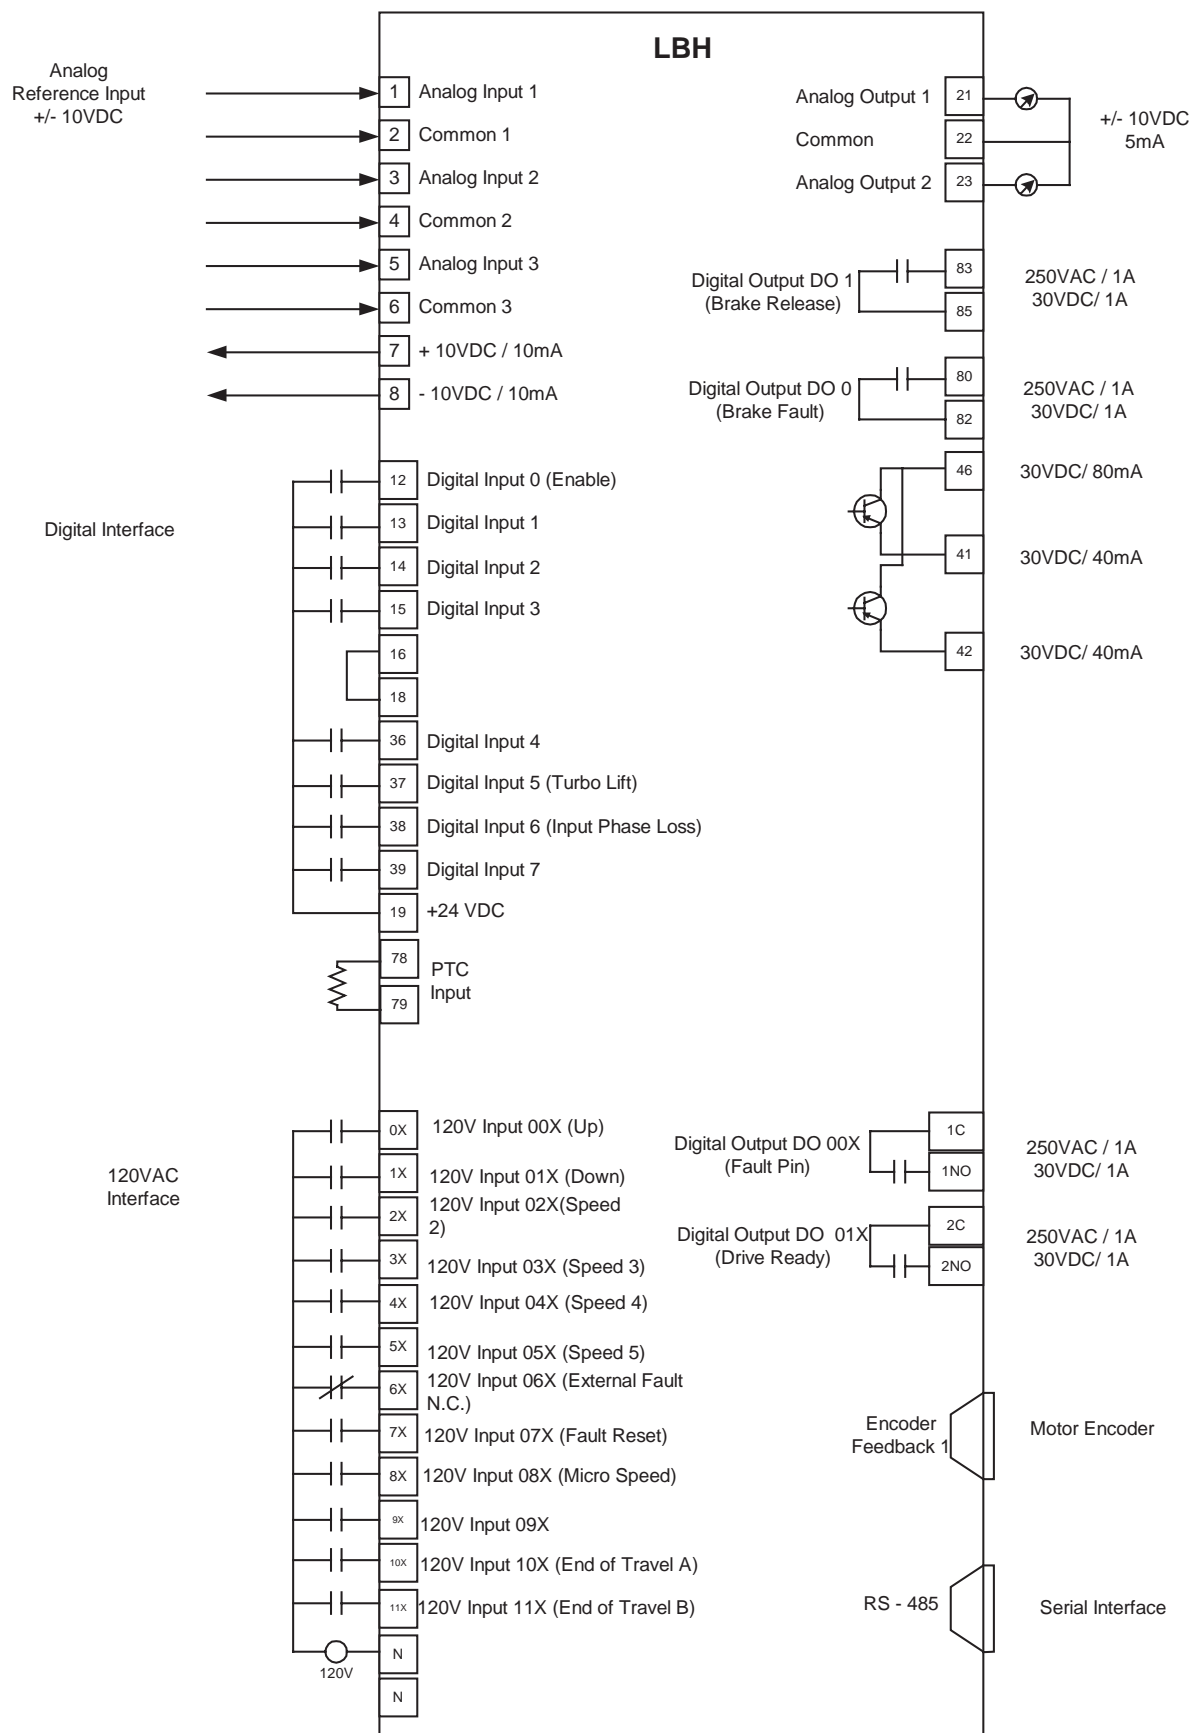 LBH
Analog
Reference Input
+/- 10VDC
1 Analog Input 1
2 Common 1
3 Analog Input 2
4 Common 2
5 Analog Input 3
6 Common 3
7 + 10VDC / 10mA
8 - 10VDC / 10mA
Analog Output 1 21
Common 22
Analog Output 2 23
+/- 10VDC
5mA
Digital Output DO 1
(Brake Release)
83
85
250VAC / 1A
30VDC/ 1A
Digital Output DO 0
(Brake Fault)
80
82
250VAC / 1A
30VDC/ 1A
46 30VDC/ 80mA
41 30VDC/ 40mA
42 30VDC/ 40mA
Digital Interface
12 Digital Input 0 (Enable)
13 Digital Input 1
14 Digital Input 2
15 Digital Input 3
16
18
36 Digital Input 4
37 Digital Input 5 (Turbo Lift)
38 Digital Input 6 (Input Phase Loss)
39 Digital Input 7
19 +24 VDC
78
79
PTC
Input
120VAC
Interface
0X 120V Input 00X (Up)
1X 120V Input 01X (Down)
2X 120V Input 02X(Speed
2)
3X 120V Input 03X (Speed 3)
4X 120V Input 04X (Speed 4)
5X 120V Input 05X (Speed 5)
6X 120V Input 06X (External Fault
N.C.)
7X 120V Input 07X (Fault Reset)
8X 120V Input 08X (Micro Speed)
9X 120V Input 09X
10X 120V Input 10X (End of Travel A)
11X 120V Input 11X (End of Travel B)
N
120V
N
Digital Output DO 00X
(Fault Pin)
1C
1NO
250VAC / 1A
30VDC/ 1A
Digital Output DO 01X
(Drive Ready)
2C
2NO
250VAC / 1A
30VDC/ 1A
Encoder
Feedback 1
Motor Encoder
RS - 485
Serial Interface